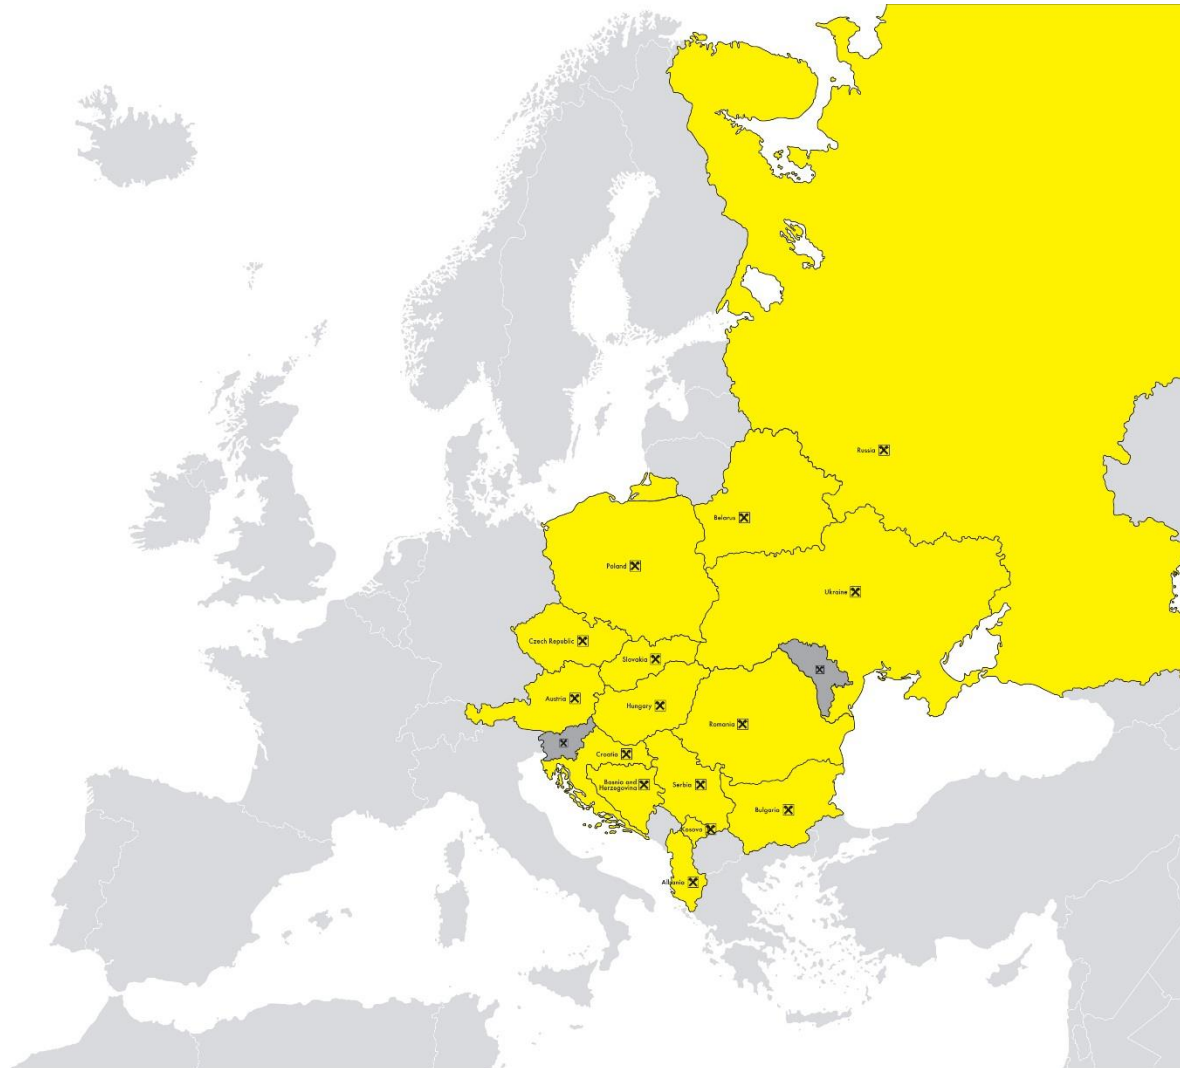 Russia
Belarus
Poland
Ukraine
Czech Republic
Slovakia
Austria
Hungary
Romania
Croatia
Bosnia and
Herzegovina
Serbia
Bulgaria
Kosovo
Albania